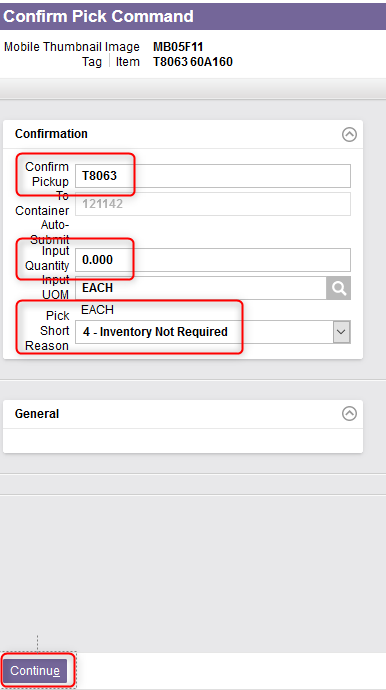 Confirm Pick Command
Mobile Thumbnail Image MB05F11
Tag Item T8063 60A160
Confirmation
Confirm Pickup T8063
To Container 121142
Auto-Submit
Input Quantity 0.000
Input UOM EACH
EACH
Pick Short Reason 4 - Inventory Not Required
General
Continue